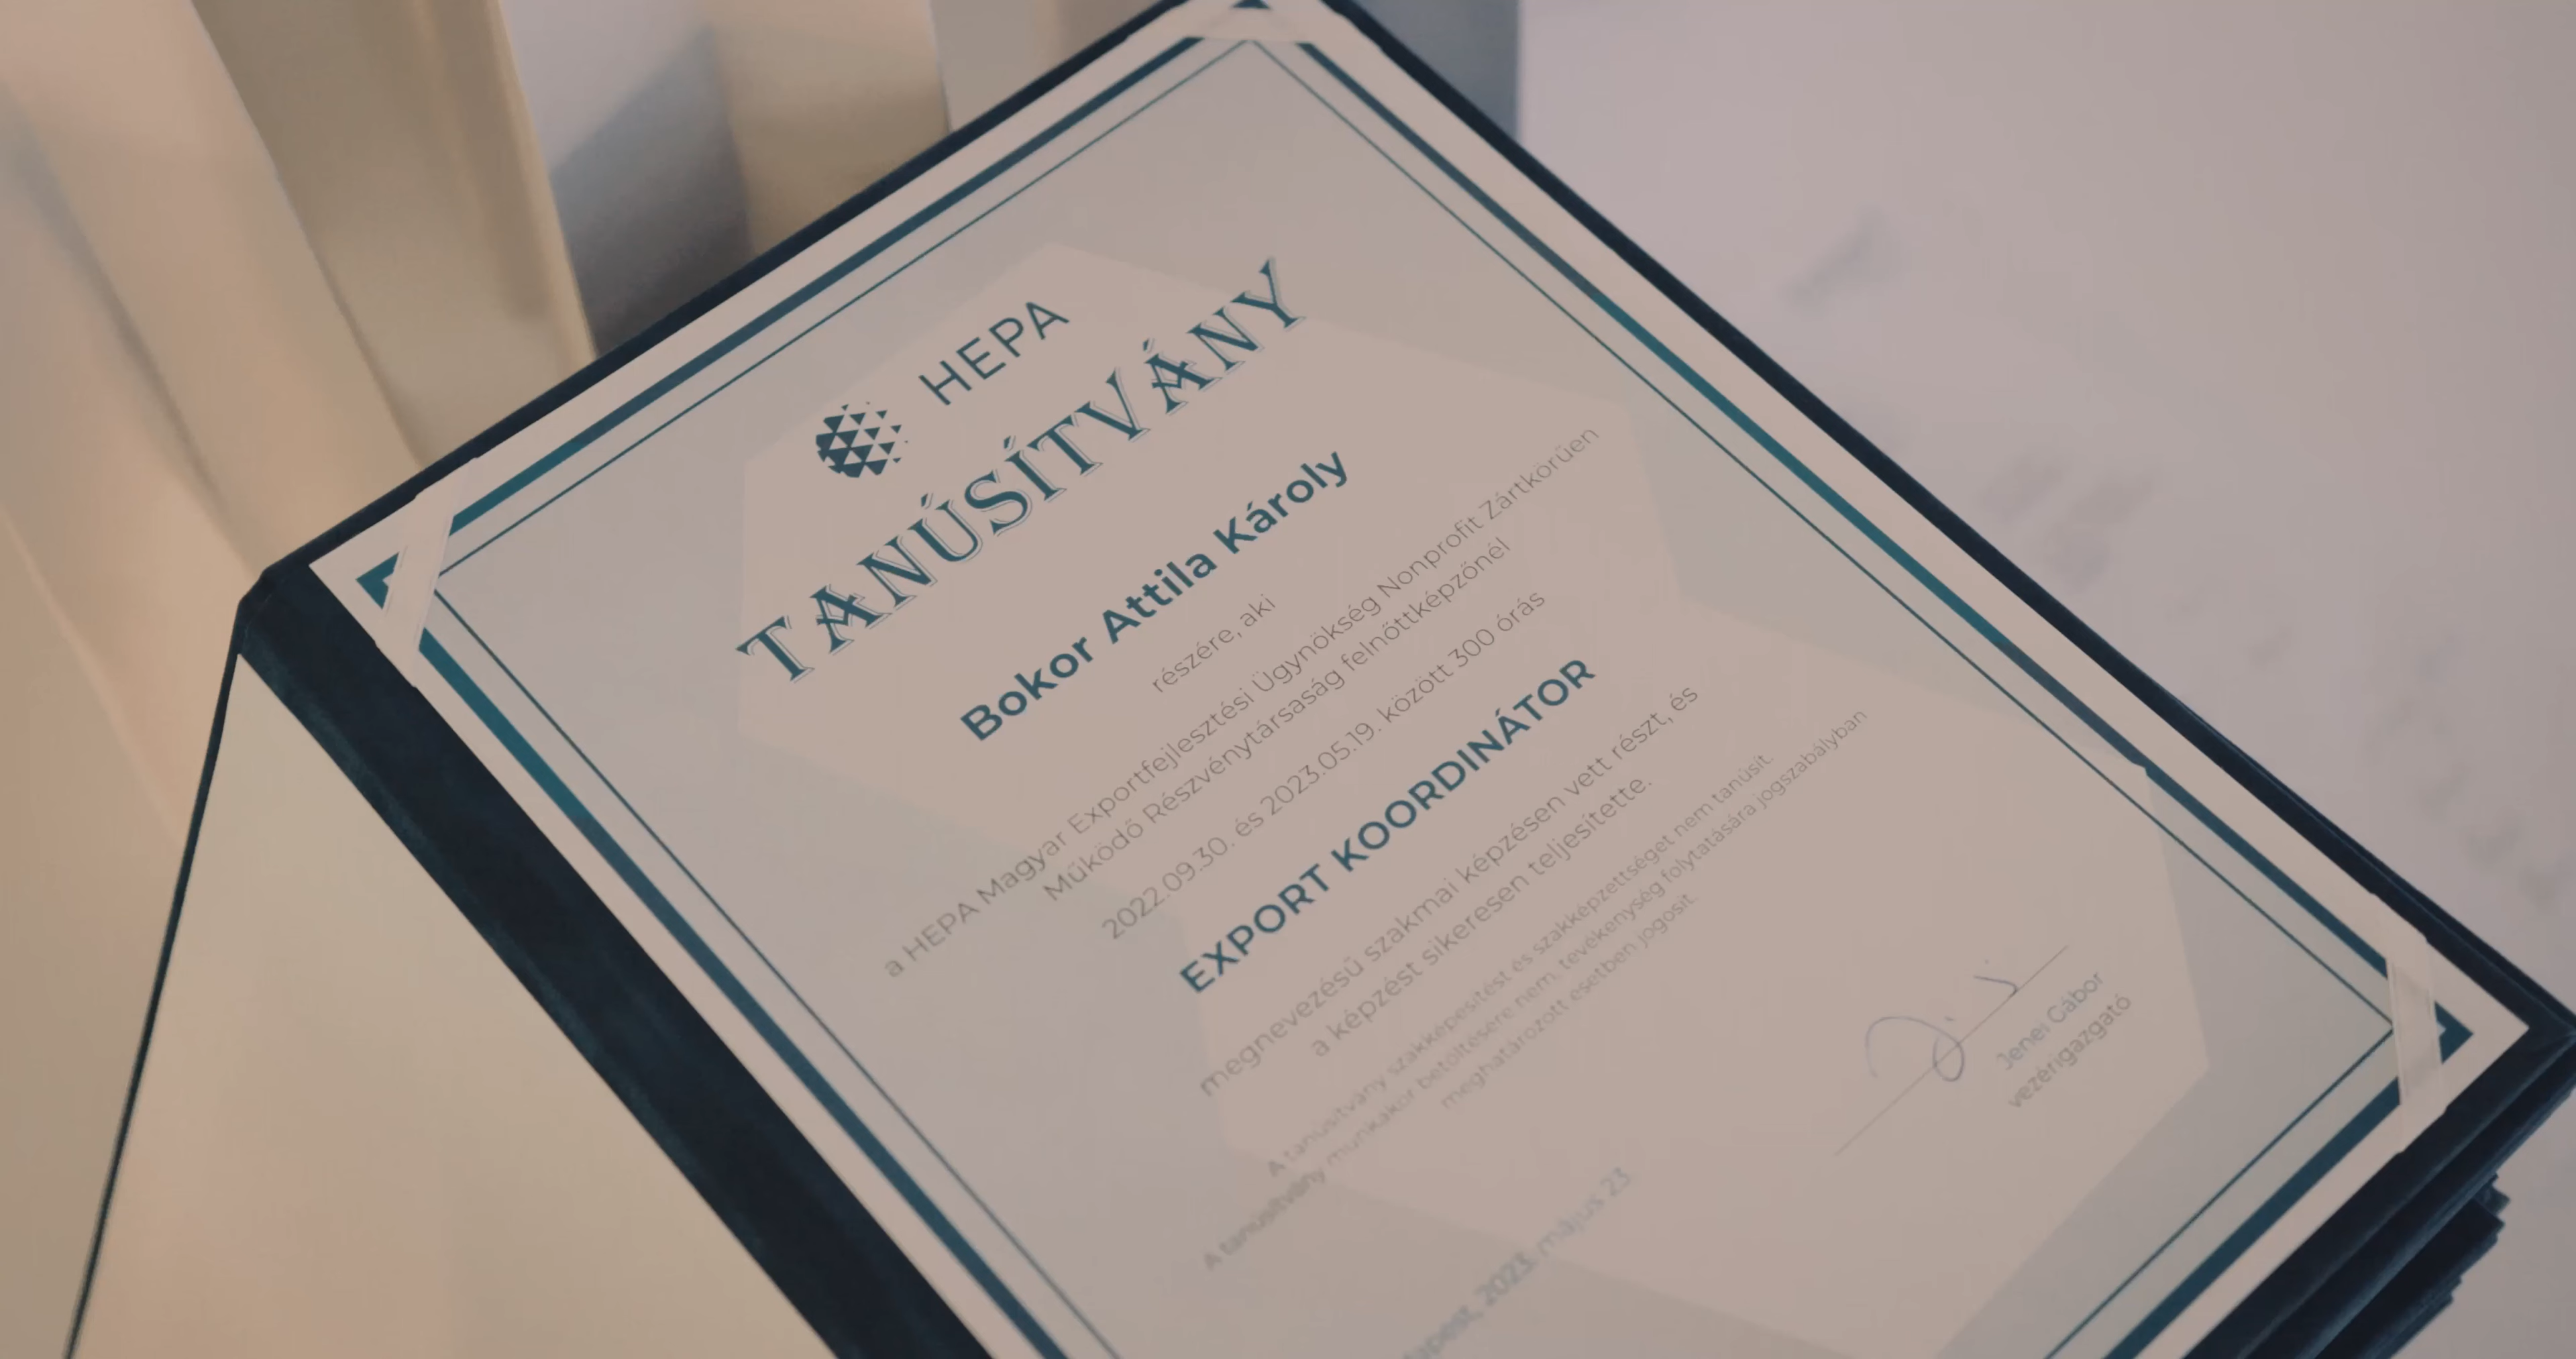 HEPA
TANÚSÍTVÁNY
Bokor Attila Károly
részére, aki
a HEPA Magyar Exportfejlesztési Ügynökség Nonprofit Zártkörűen
Működő Részvénytársaság felnőttképzőnél
2022.09.30. és 2023.05.19. között 300 órás
EXPORT KOORDINÁTOR
megnevezésű szakmai képzésen vett részt, és
a képzést sikeresen teljesítette.
A tanúsítvány szakképesítést és szakképzettséget nem tanúsít.
A tanúsítvány munkakör betöltésére nem, tevékenység folytatására jogszabályban
meghatározott esetben jogosít.
2023. május 23
Jenei Gábor
vezérigazgató